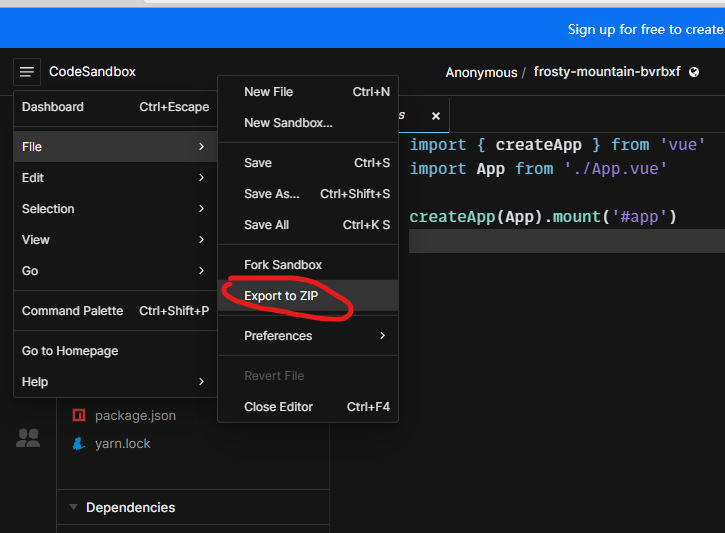 Sign up for free to create
CodeSandbox
Anonymous / frosty-mountain-bvrbxf
Dashboard Ctrl+Escape
File
Edit
Selection
View
Go
Command Palette Ctrl+Shift+P
Go to Homepage
Help
New File Ctrl+N
New Sandbox...
Save Ctrl+S
Save As... Ctrl+Shift+S
Save All Ctrl+K S
Fork Sandbox
Export to ZIP
Preferences
Revert File
Close Editor Ctrl+F4
s
import { createApp } from 'vue'
import App from './App.vue'
createApp(App).mount('#app')
package.json
yarn.lock
Dependencies